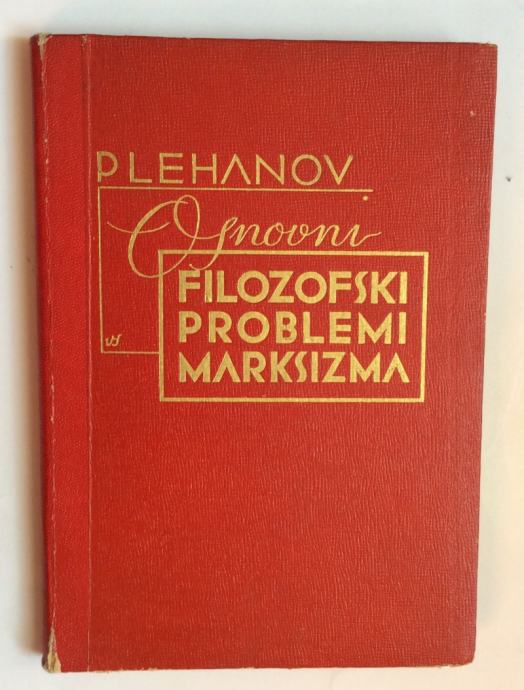 PLEHANOV
Osnovni
FILOZOFSKI
PROBLEMI
MARKSIZMA